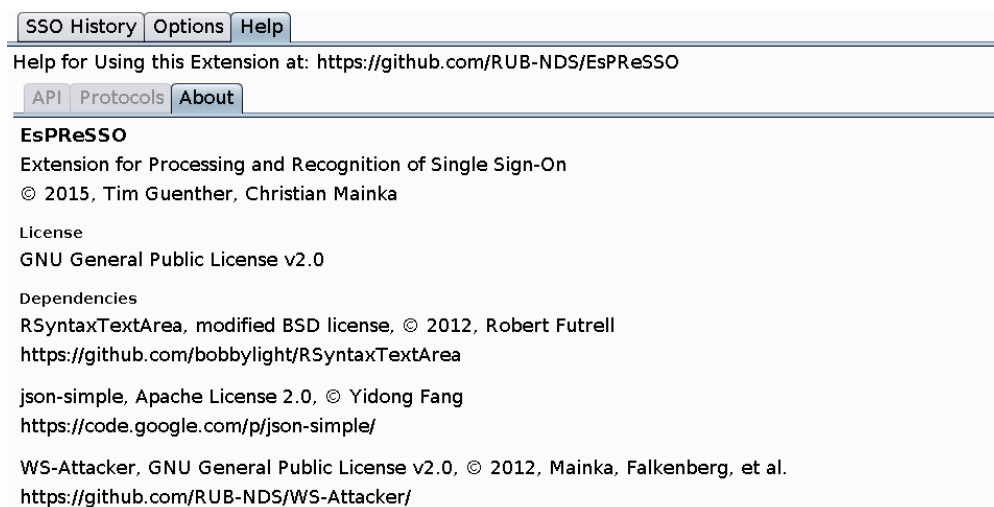 SSO History Options Help
Help for Using this Extension at: https://github.com/RUB-NDS/EsPReSSO
API Protocols About
EsPReSSO
Extension for Processing and Recognition of Single Sign-On
© 2015, Tim Guenther, Christian Mainka
License
GNU General Public License v2.0
Dependencies
RSyntaxTextArea, modified BSD license, © 2012, Robert Futrell
https://github.com/bobbylight/RSyntaxTextArea
json-simple, Apache License 2.0, © Yidong Fang
https://code.google.com/p/json-simple/
WS-Attacker, GNU General Public License v2.0, © 2012, Mainka, Falkenberg, et al.
https://github.com/RUB-NDS/WS-Attacker/